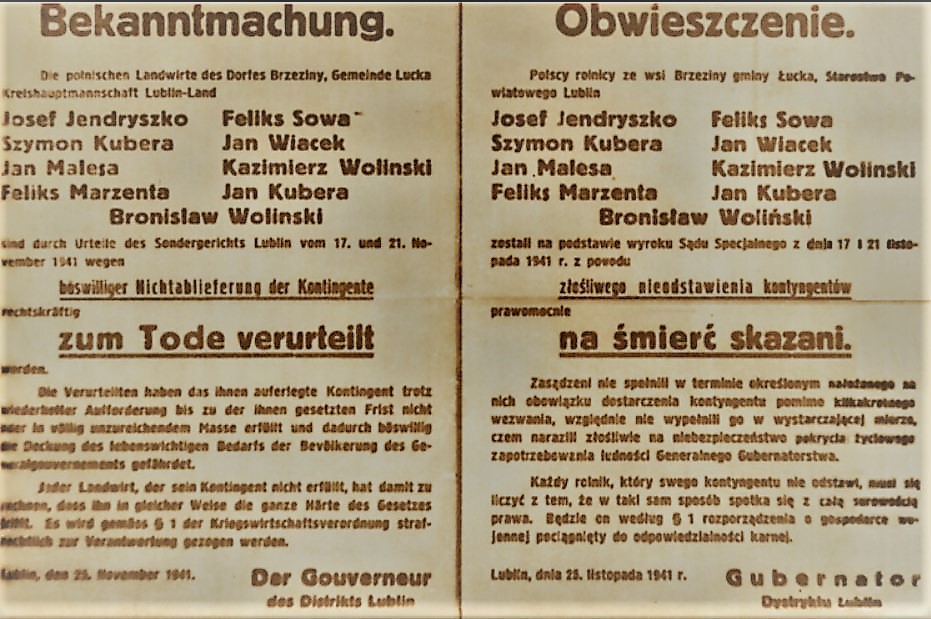 Bekanntmachung.
Die polnischen Landwirte des Dorfes Brzeziny, Gemeinde Lucka
Kreishauptmannschaft Lublin-Land
Josef Jendryszko Feliks Sowa
Szymon Kubera Jan Wiacek
Jan Malesa Kazimierz Wolinski
Feliks Marzenta Jan Kubera
Bronislaw Wolinski
sind durch Urteile des Sondergerichts Lublin vom 17. und 21. No-
vember 1941 wegen
böswilliger Nichtablieferung der Kontingente
rechtskräftig
zum Tode verurteilt
worden.
Die Verurteilten haben das ihnen auferlegte Kontingent trotz
wiederholter Aufforderung bis zu der ihnen gesetzten Frist nicht
oder in völlig unzureichendem Masse erfüllt und dadurch böswillig
die Deckung des lebenswichtigen Bedarfs der Bevölkerung des Ge-
neralgouvernements gefährdet.
Jeder Landwirt, der sein Kontingent nicht erfüllt, hat damit zu
rechnen, dass ihn in gleicher Weise die ganze Härte des Gesetzes
trifft. Es wird gemäss § 1 der Kriegswirtschaftsverordnung straf-
rechtlich zur Verantwortung gezogen werden.
Lublin, den 25. November 1941.
Der Gouverneur
des Distrikts Lublin
Obwieszczenie.
Polscy rolnicy ze wsi Brzeziny gminy Łucka, Starostwo Po-
wiatowego Lublin
Josef Jendryszko Feliks Sowa
Szymon Kubera Jan Wiacek
Jan Malesa Kazimierz Wolinski
Feliks Marzenta Jan Kubera
Bronisław Woliński
zostali na podstawie wyroku Sądu Specjalnego z dnia 17 i 21 listo-
pada 1941 r. z powodu
złośliwego nieodstawienia kontyngentów
prawomocnie
na śmierć skazani.
Zasądzeni nie spełnili w terminie określonym nałożonego na
nich obowiązku dostarczenia kontyngentu pomimo kilkakrotnego
wezwania, względnie nie wypełnili go w wystarczającej mierze,
czem narazili złośliwie na niebezpieczeństwo pokrycia życiowego
zapotrzebowania ludności Generalnego Gubernatorstwa.
Każdy rolnik, który swego kontyngentu nie odstawi, musi się
liczyć z tem, że w taki sam sposób spotka się z całą surowością
prawa. Będzie on według § 1 rozporządzenia o gospodarce wo-
jennej pociągnięty do odpowiedzialności karnej.
Lublin, dnia 25. listopada 1941 r.
Gubernator
Dystryktu Lublin